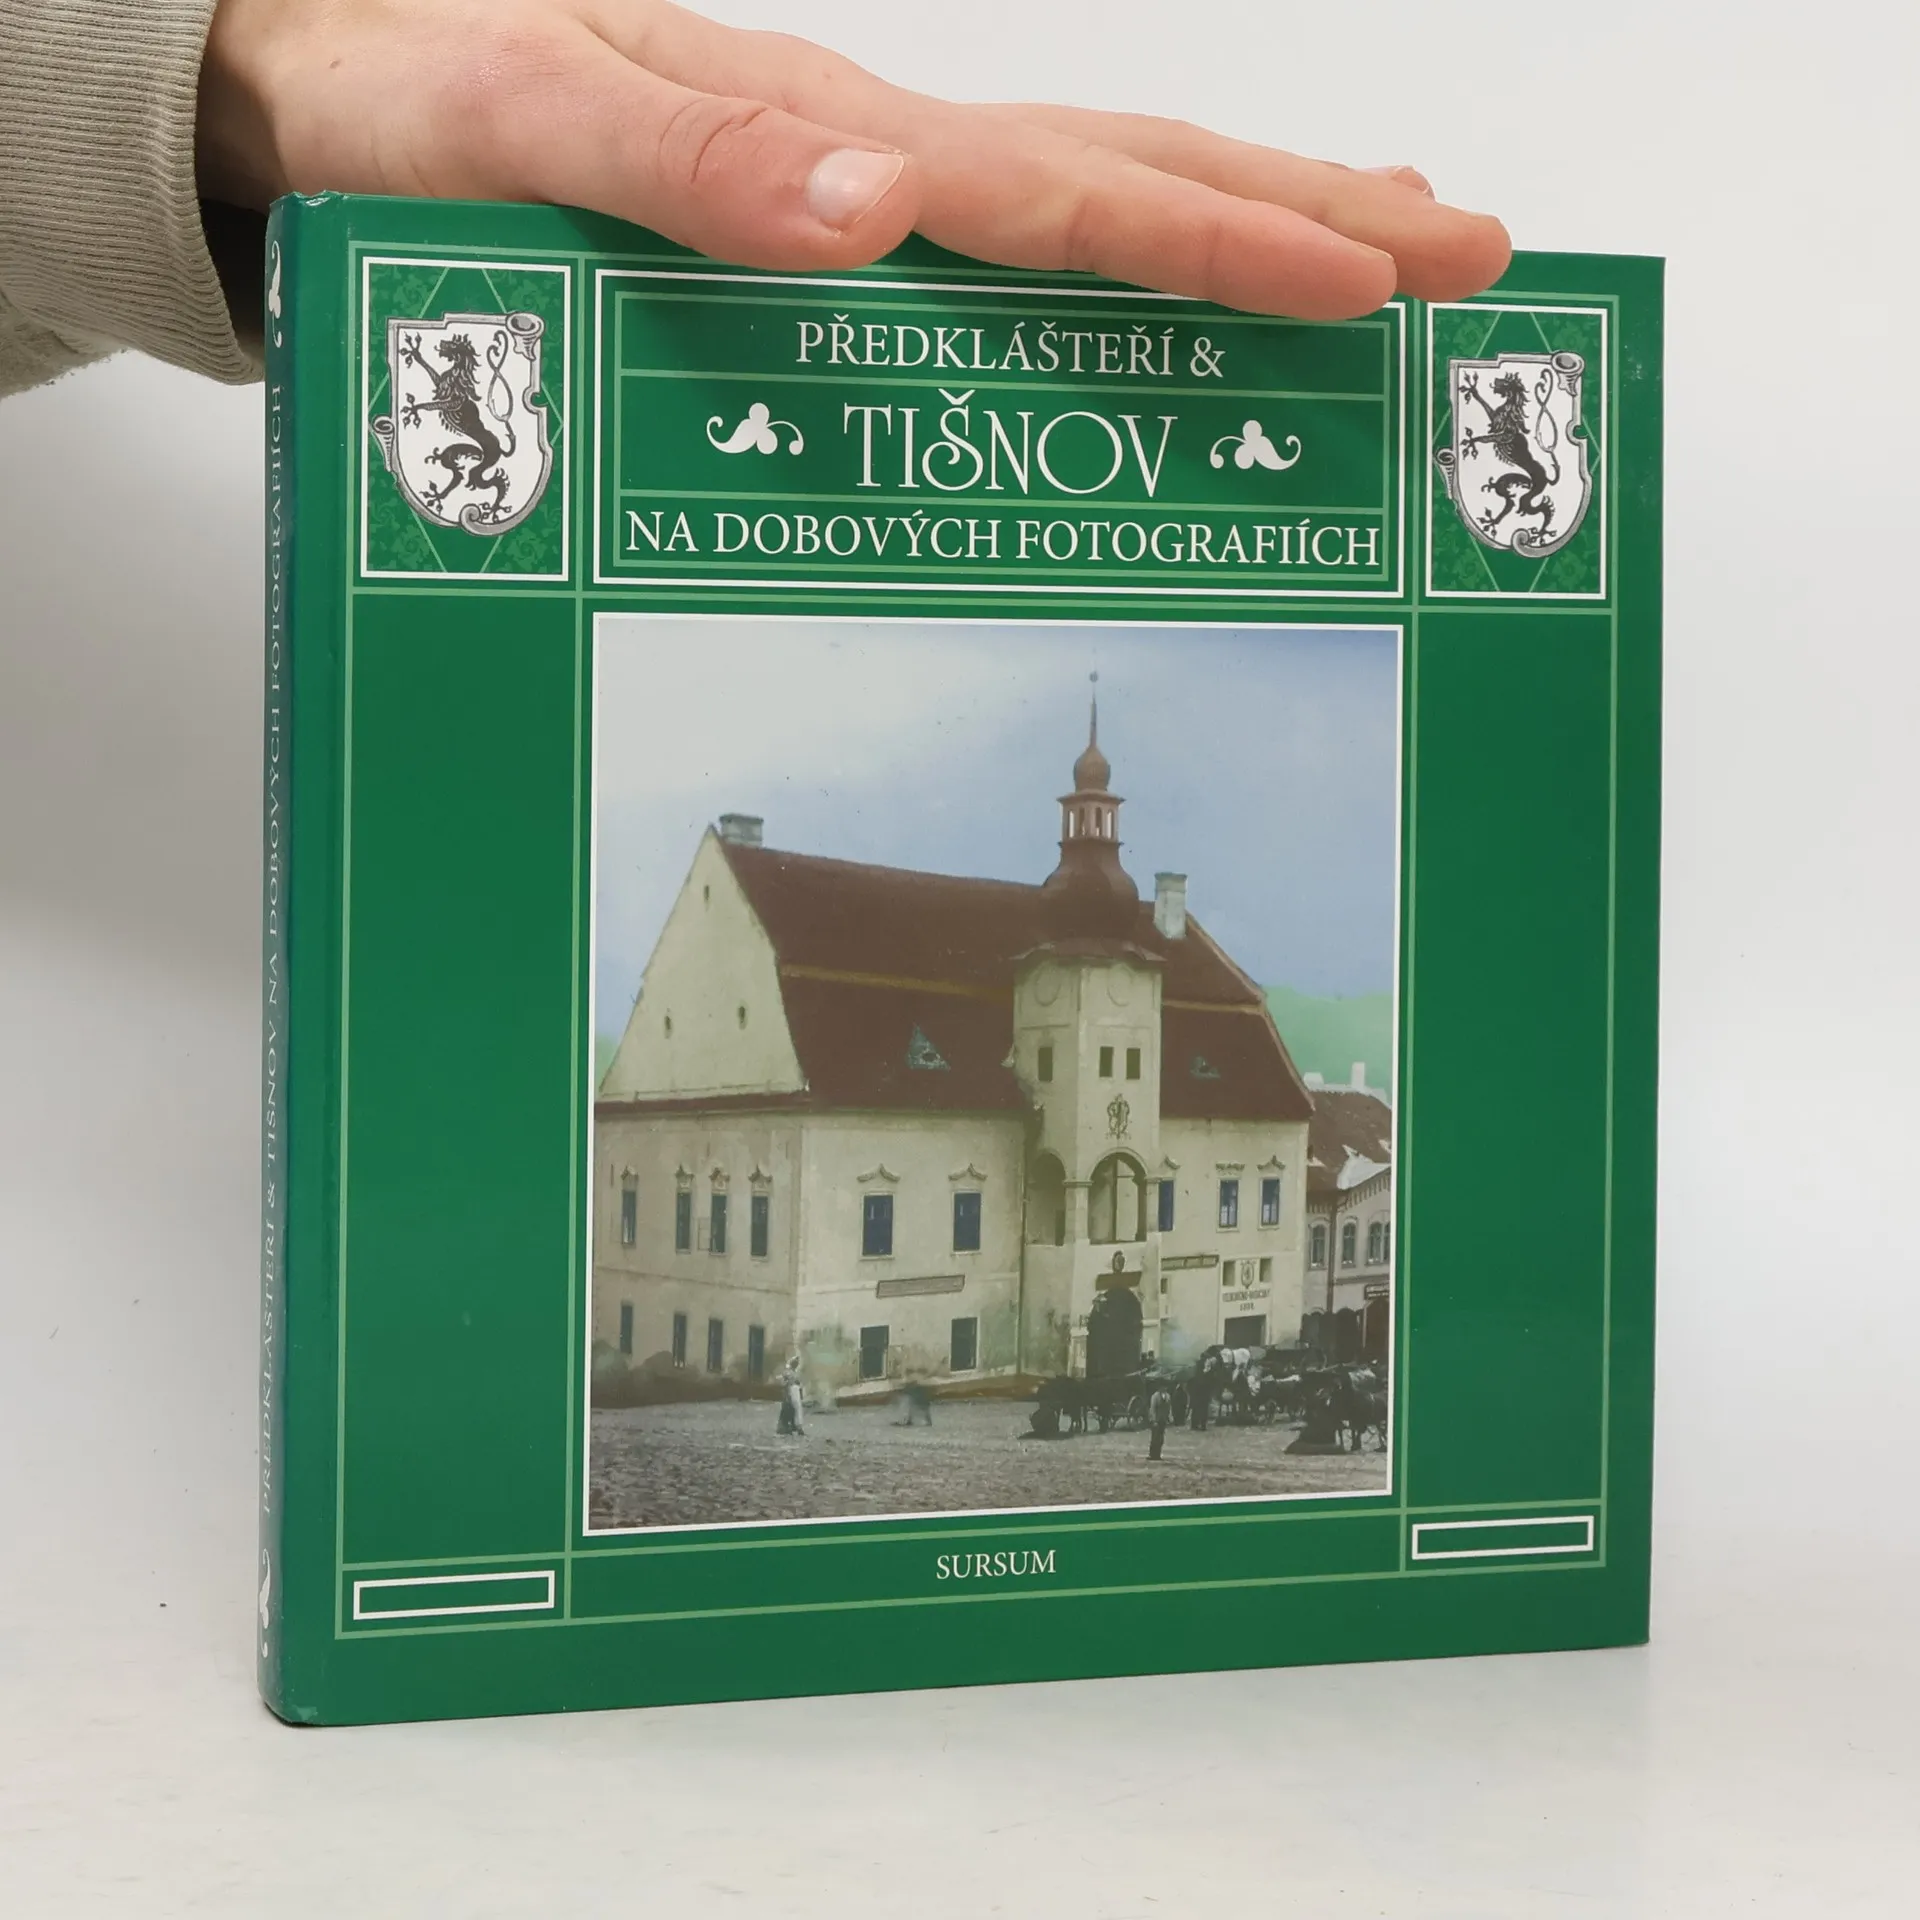 PŘEDKLÁŠTEŘÍ &
TIŠNOV
NA DOBOVÝCH FOTOGRAFIÍCH
SURSUM
PŘEDKLÁŠTEŘÍ & TIŠNOV NA DOBOVÝCH FOTOGRAFIÍCH